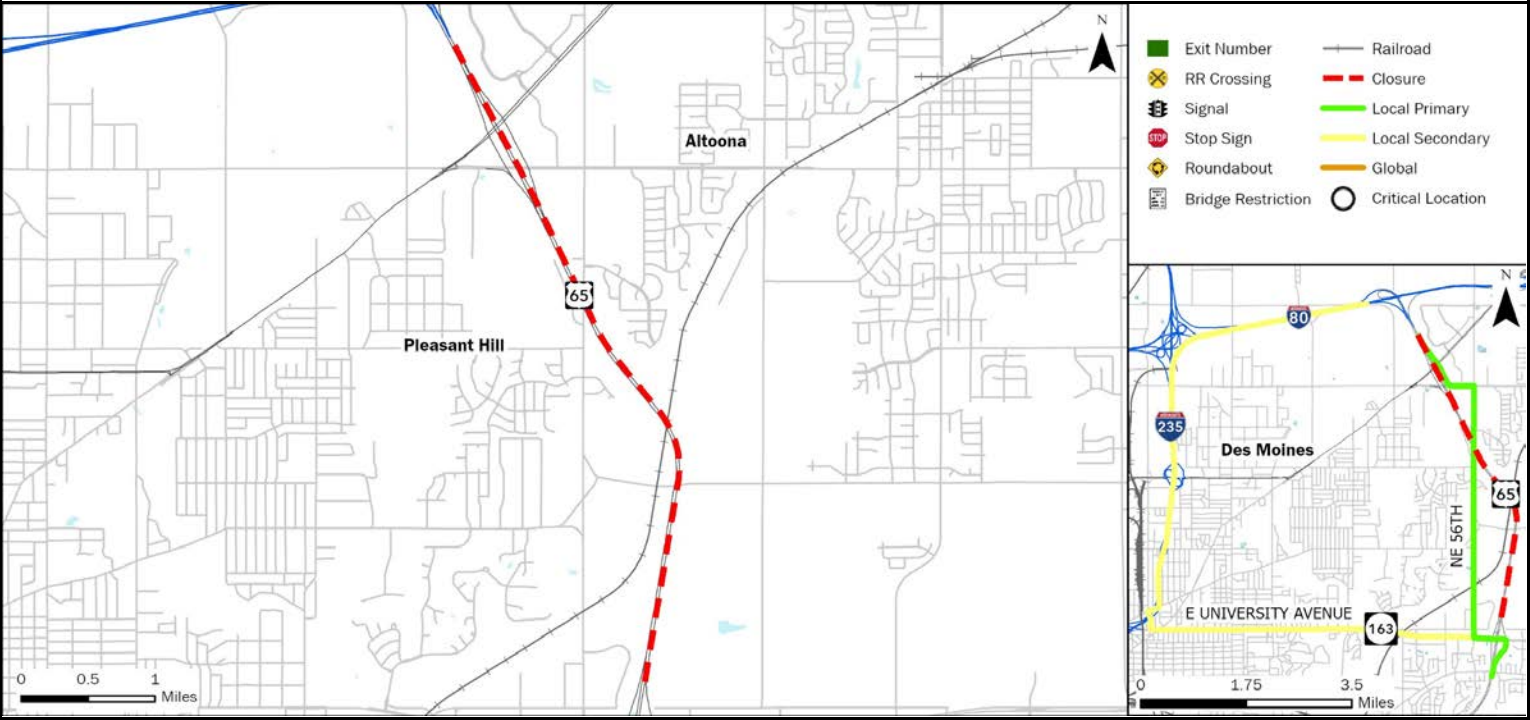 N
Altoona
65
Pleasant Hill
0 0.5 1
Miles
Exit Number
RR Crossing
Signal
STOP Stop Sign
Roundabout
Bridge Restriction
Railroad
Closure
Local Primary
Local Secondary
Global
Critical Location
N
80
235
Des Moines
65
NE 56TH
E UNIVERSITY AVENUE
163
0 1.75 3.5
Miles